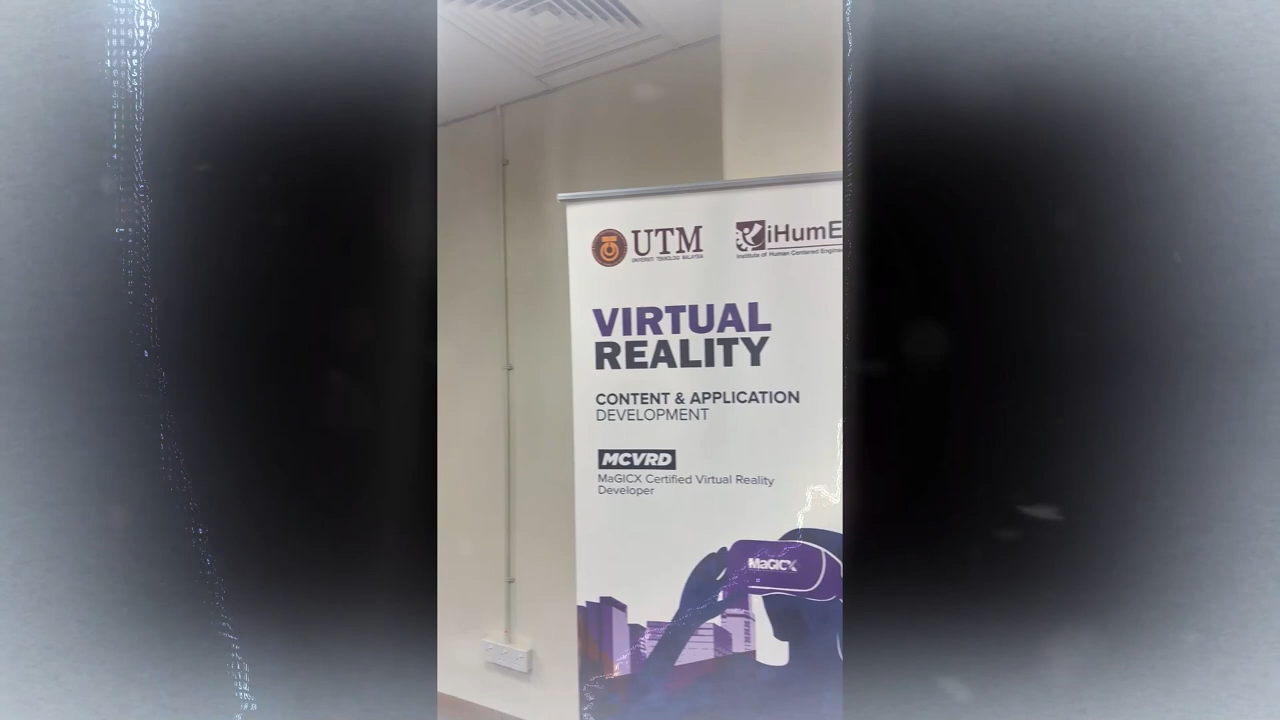 UTM
UNIVERSITI TEKNOLOGI MALAYSIA
iHumE
Institute of Human Centered
VIRTUAL
REALITY
CONTENT & APPLICATION
DEVELOPMENT
MCVRD
MaGICX Certified Virtual Reality
Developer
MaGICX